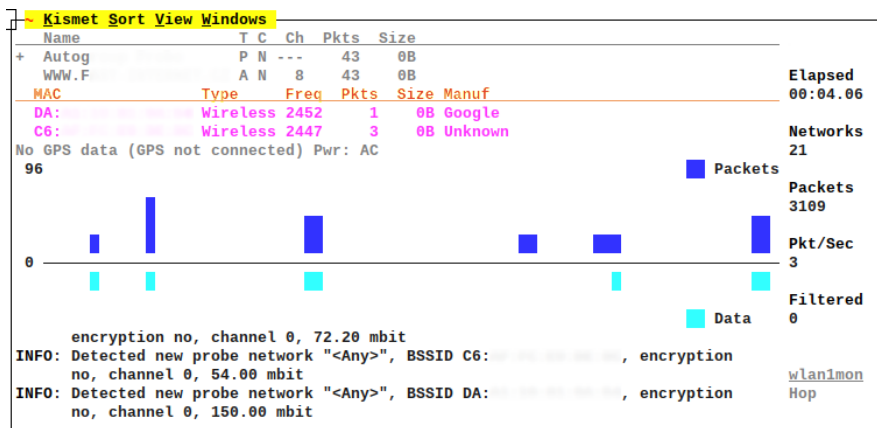 ~ Kismet Sort View Windows
Name T C Ch Pkts Size
+ Autog P N --- 43 0B
WWW.F A N 8 43 0B
MAC Type Freq Pkts Size Manuf
DA: Wireless 2452 1 0B Google
C6: Wireless 2447 3 0B Unknown
No GPS data (GPS not connected) Pwr: AC
96
Packets
0
Data
encryption no, channel 0, 72.20 mbit
INFO: Detected new probe network "<Any>", BSSID C6: , encryption
no, channel 0, 54.00 mbit
INFO: Detected new probe network "<Any>", BSSID DA: , encryption
no, channel 0, 150.00 mbit
Elapsed
00:04.06
Networks
21
Packets
3109
Pkt/Sec
3
Filtered
0
wlan1mon
Hop